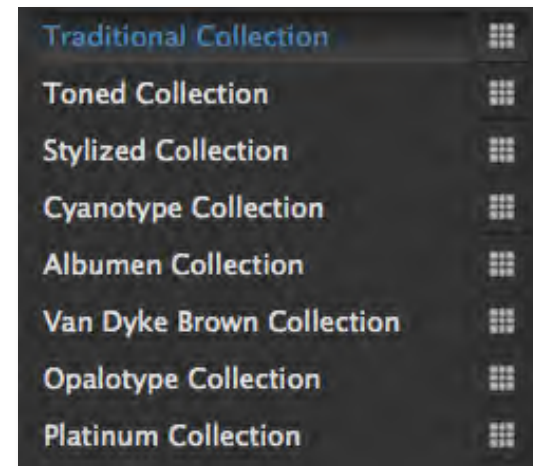 Traditional Collection
Toned Collection
Stylized Collection
Cyanotype Collection
Albumen Collection
Van Dyke Brown Collection
Opalotype Collection
Platinum Collection